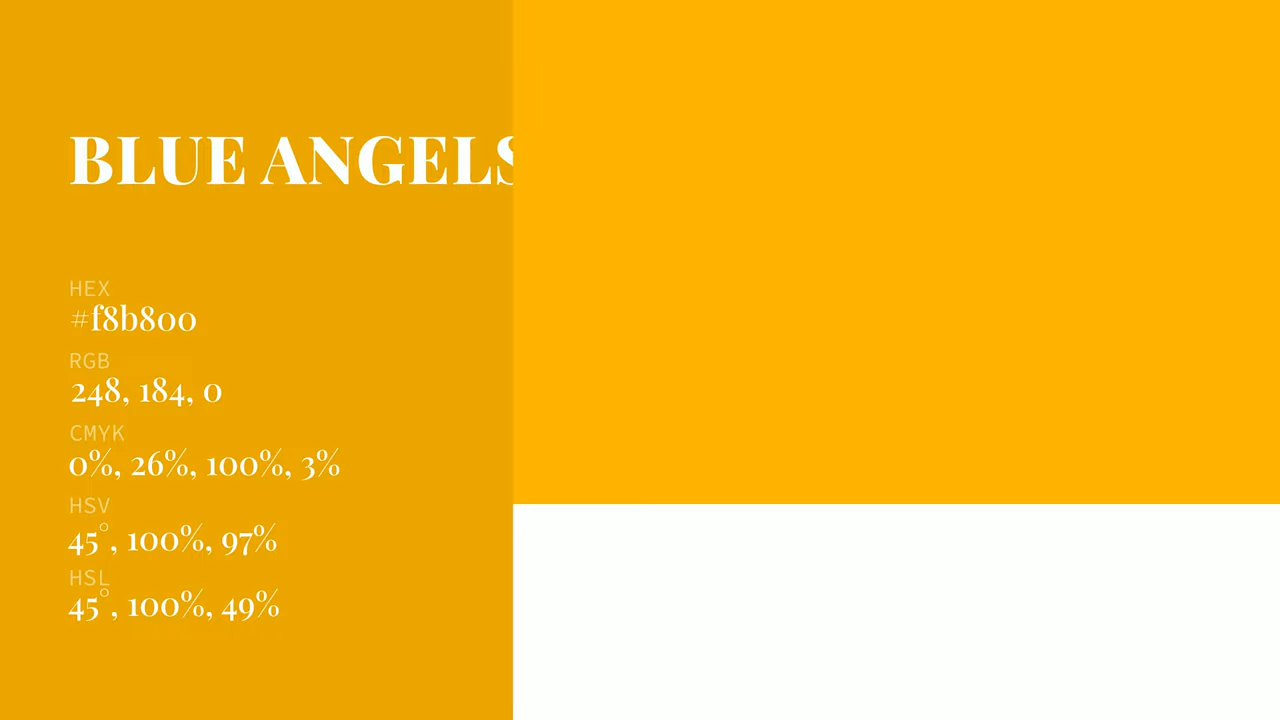 BLUE ANGELS
HEX
#f8b800
RGB
248, 184, 0
CMYK
0%, 26%, 100%, 3%
HSV
45°, 100%, 97%
HSL
45°, 100%, 49%